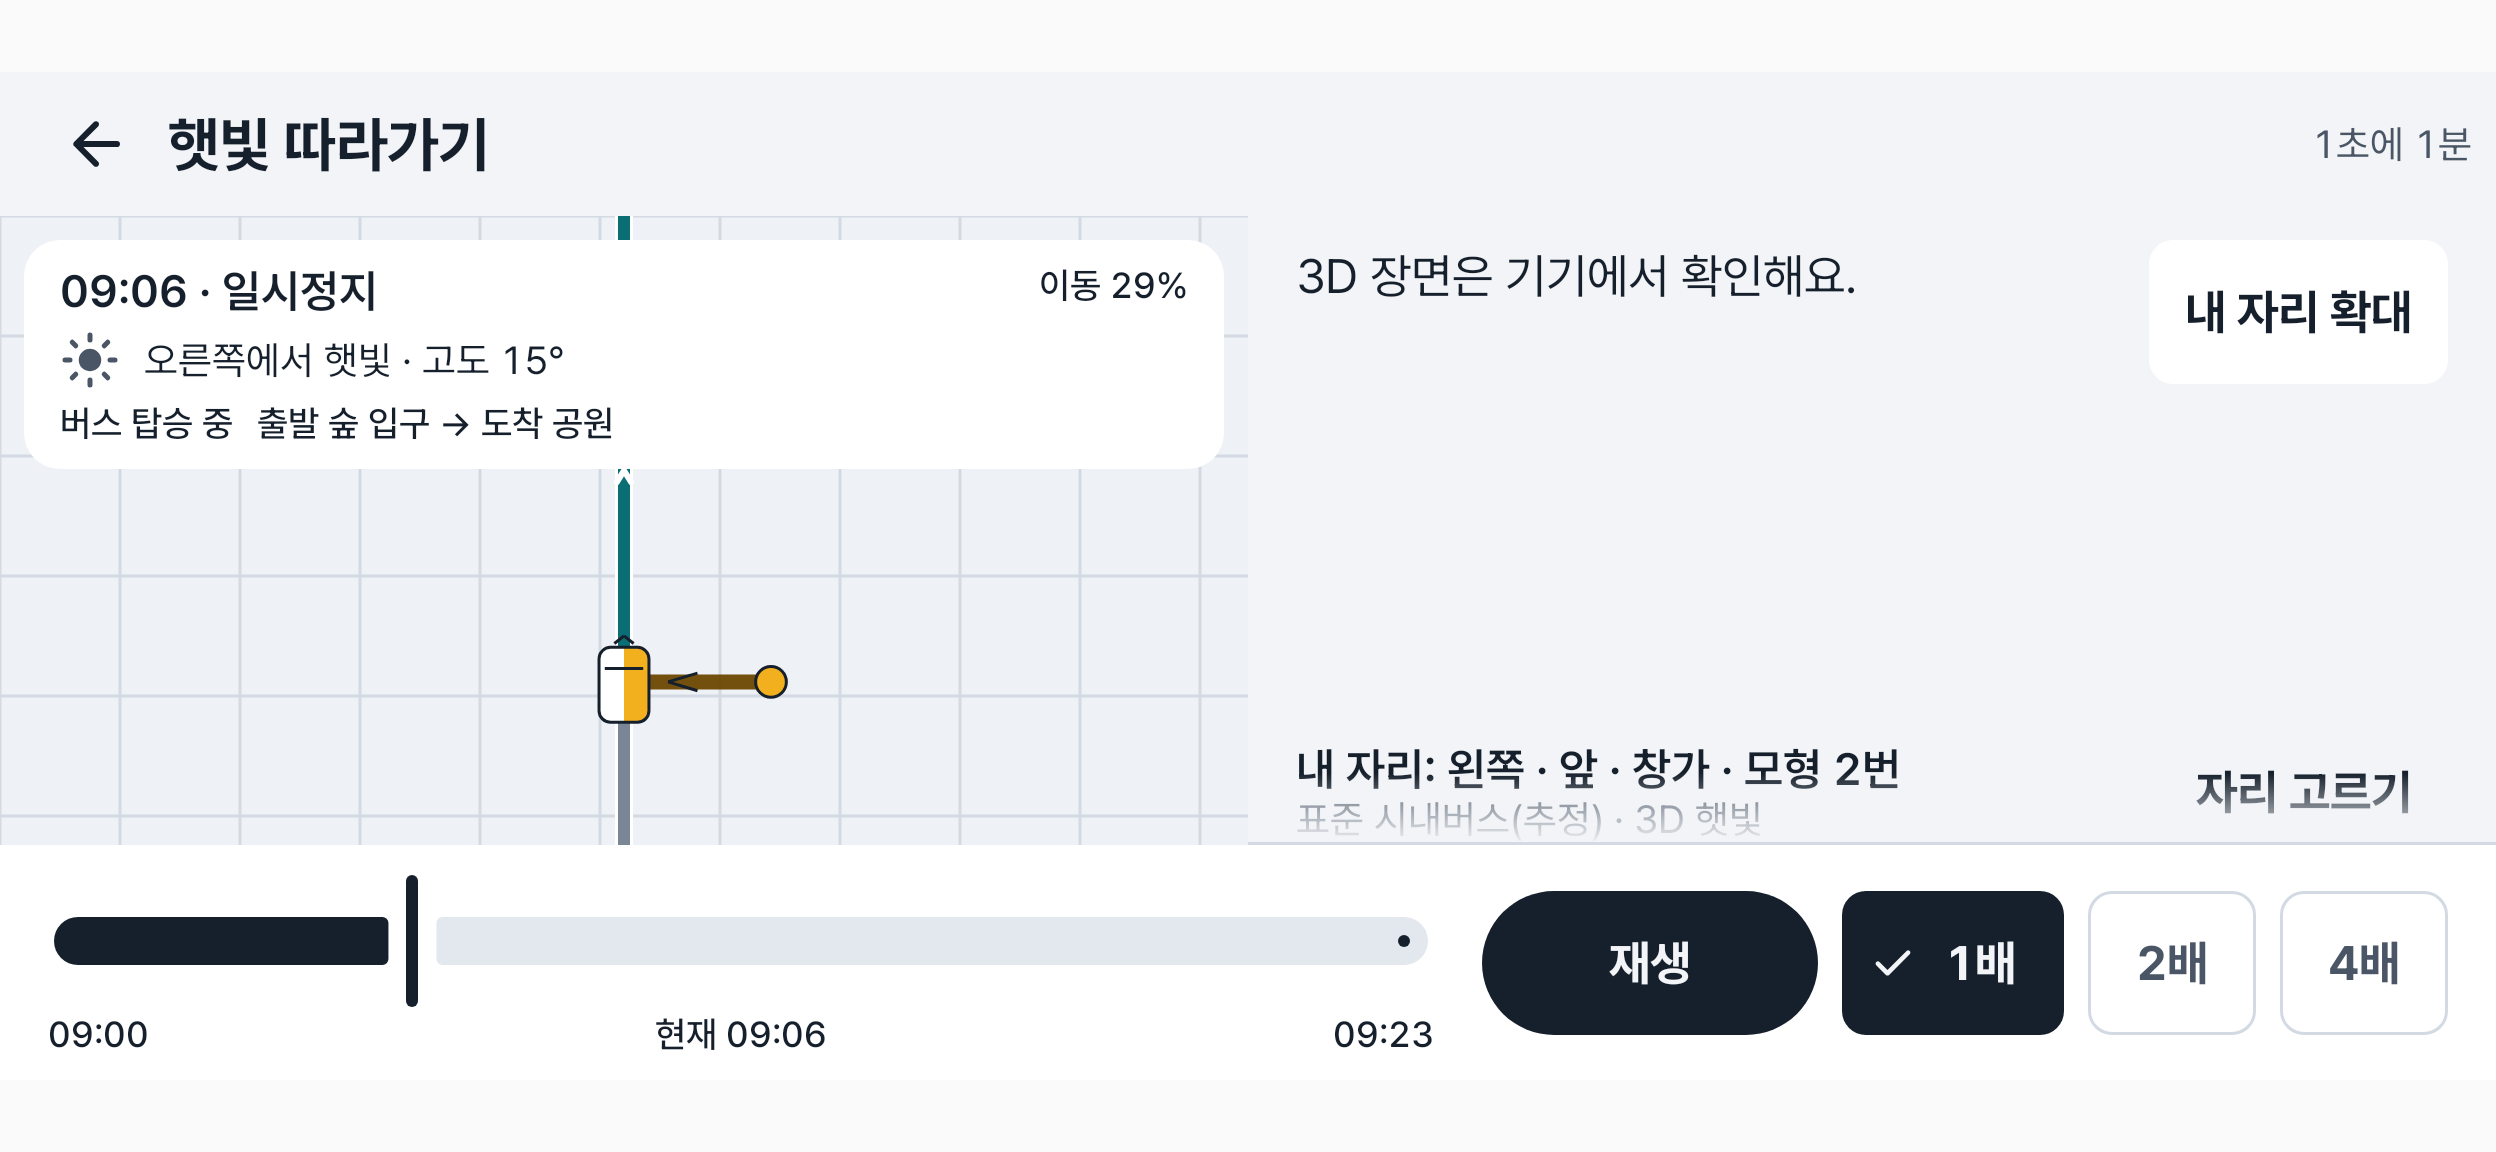 햇빛 따라가기
1초에 1분
09:06 · 일시정지
이동 29%
오른쪽에서 햇빛 · 고도 15°
버스 탑승 중 출발 숲 입구 → 도착 공원
3D 장면은 기기에서 확인해요.
내 자리 확대
내 자리: 왼쪽 · 앞 · 창가 · 모형 2번
표준 시내버스(추정) · 3D 햇빛
자리 고르기
09:00
현재 09:06
09:23
재생
1배
2배
4배